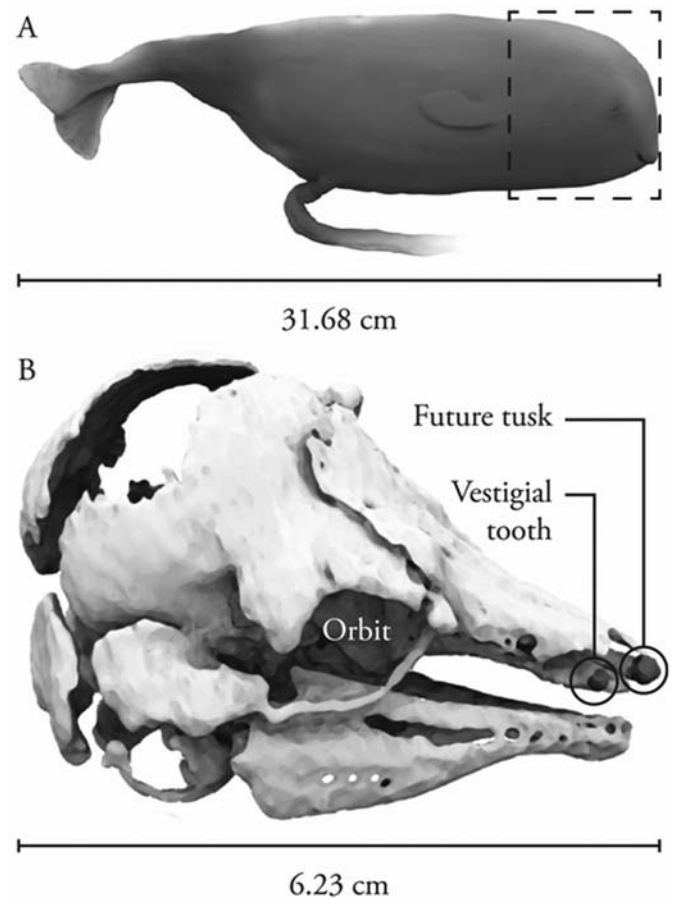 A
31.68 cm
B
Future tusk
Vestigial
tooth
Orbit
6.23 cm